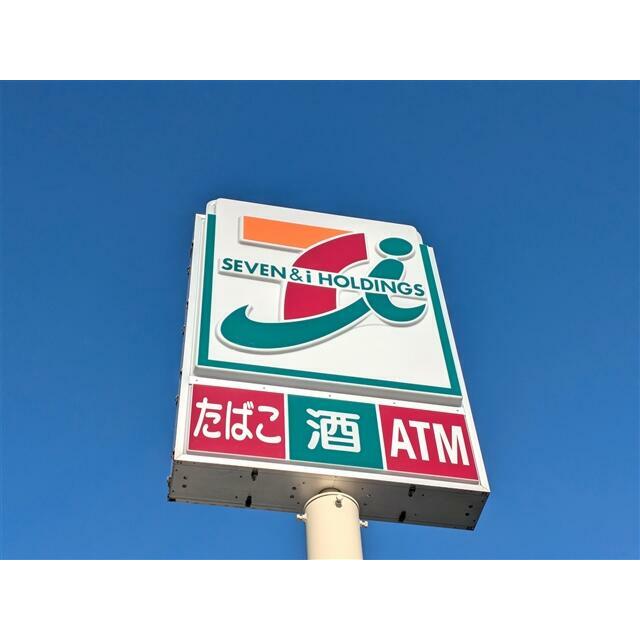 SEVEN & i HOLDINGS
たばこ 酒 ATM